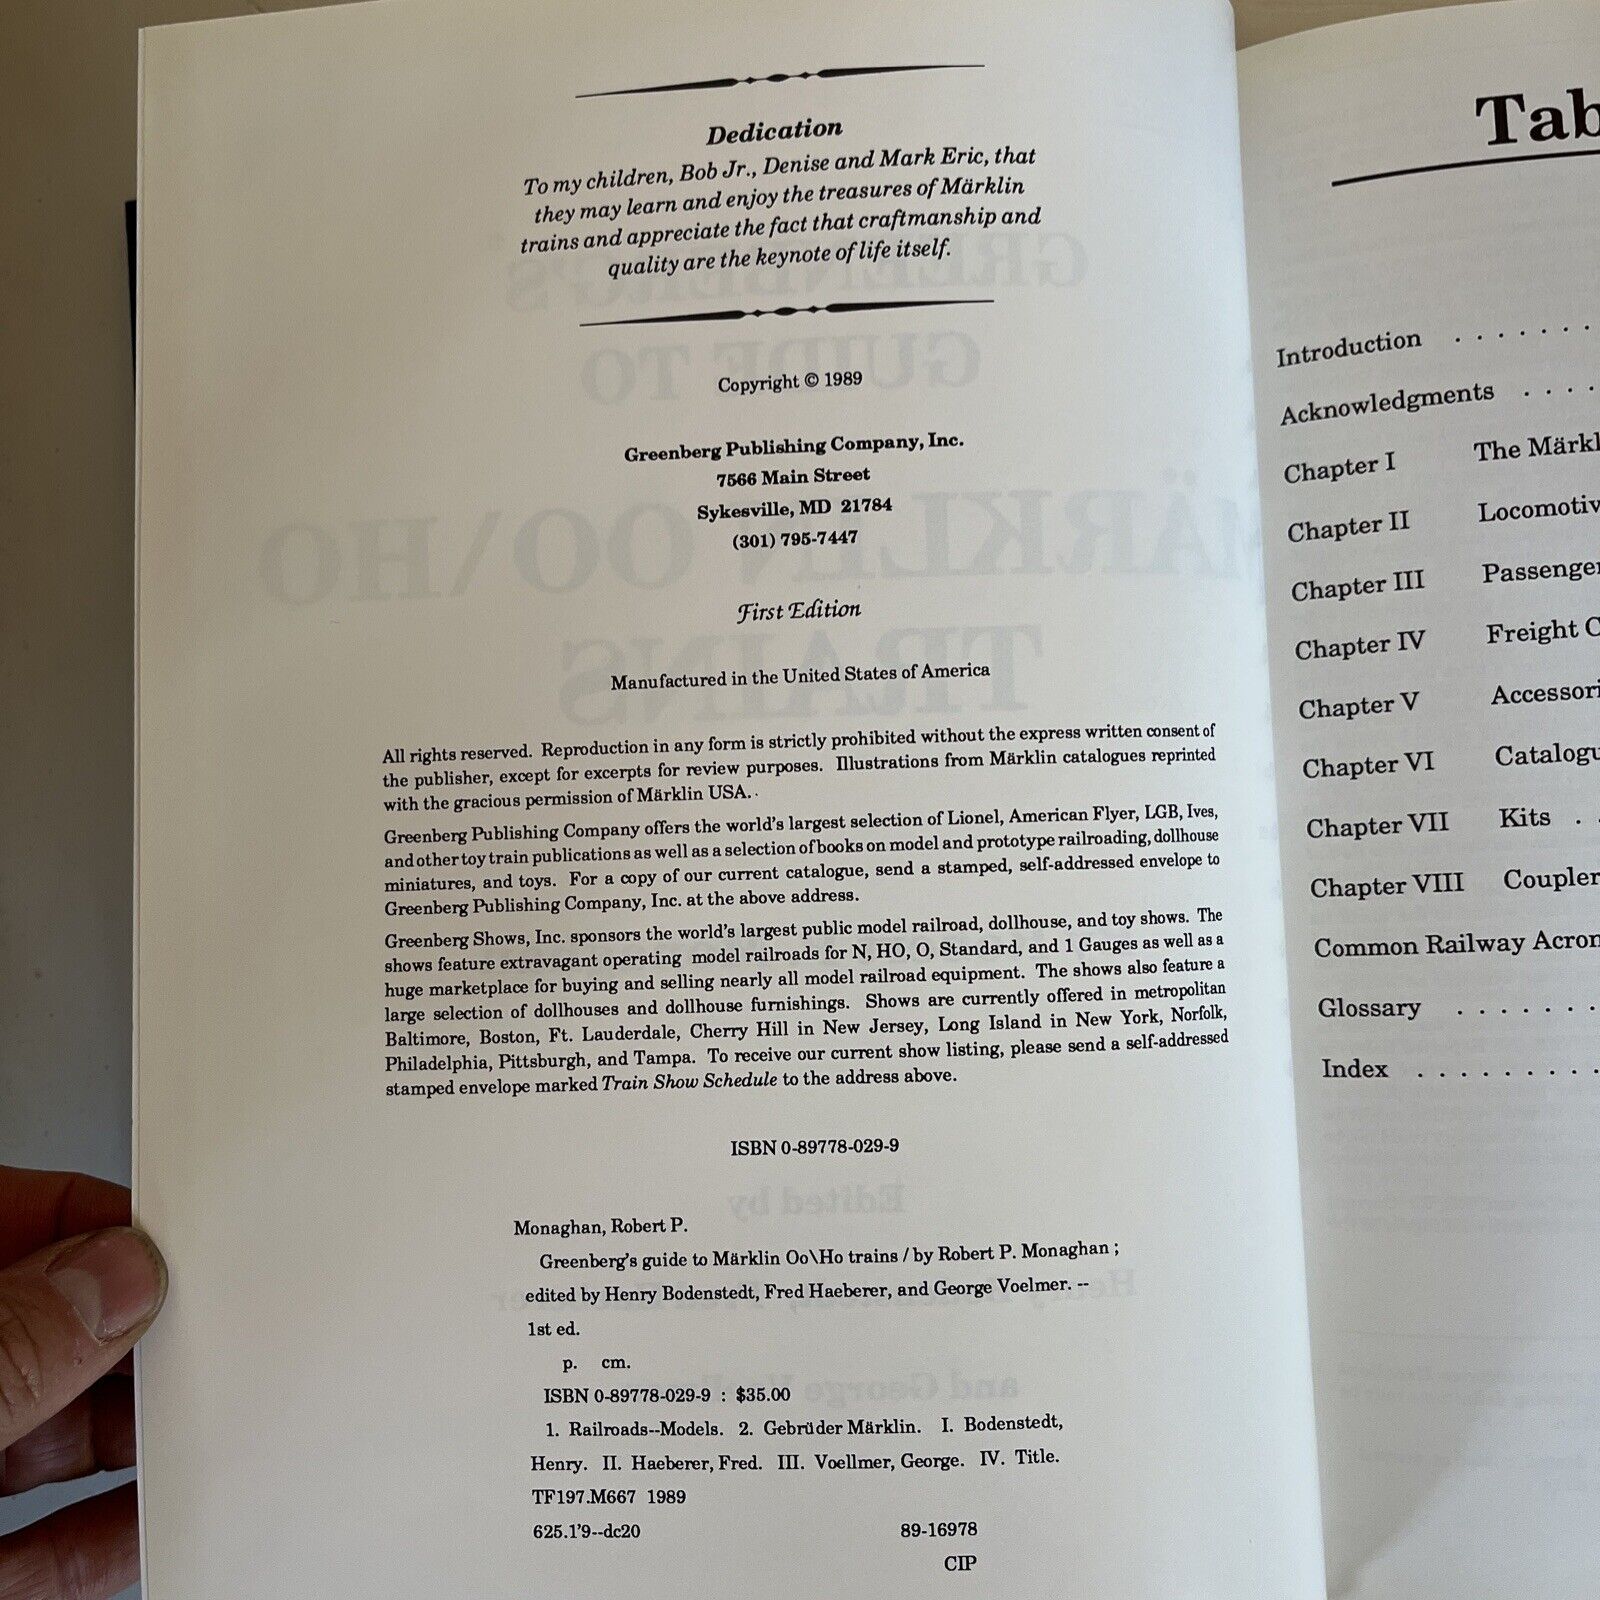 Dedication
To my children, Bob Jr., Denise and Mark Eric, that
they may learn and enjoy the treasures of Märklin
trains and appreciate the fact that craftmanship and
quality are the keynote of life itself.
Copyright © 1989
Greenberg Publishing Company, Inc.
7566 Main Street
Sykesville, MD 21784
(301) 795-7447
First Edition
Manufactured in the United States of America
All rights reserved. Reproduction in any form is strictly prohibited without the express written consent of
the publisher, except for excerpts for review purposes. Illustrations from Märklin catalogues reprinted
with the gracious permission of Märklin USA.
Greenberg Publishing Company offers the world's largest selection of Lionel, American Flyer, LGB, Ives,
and other toy train publications as well as a selection of books on model and prototype railroading, dollhouse
miniatures, and toys. For a copy of our current catalogue, send a stamped, self-addressed envelope to
Greenberg Publishing Company, Inc. at the above address.
Greenberg Shows, Inc. sponsors the world's largest public model railroad, dollhouse, and toy shows. The
shows feature extravagant operating model railroads for N, HO, O, Standard, and 1 Gauges as well as a
huge marketplace for buying and selling nearly all model railroad equipment. The shows also feature a
large selection of dollhouses and dollhouse furnishings. Shows are currently offered in metropolitan
Baltimore, Boston, Ft. Lauderdale, Cherry Hill in New Jersey, Long Island in New York, Norfolk,
Philadelphia, Pittsburgh, and Tampa. To receive our current show listing, please send a self-addressed
stamped envelope marked Train Show Schedule to the address above.
ISBN 0-89778-029-9
Monaghan, Robert P.
Greenberg's guide to Märklin Oo\Ho trains / by Robert P. Monaghan ;
edited by Henry Bodenstedt, Fred Haeberer, and George Voelmer. --
1st ed.
p. cm.
ISBN 0-89778-029-9 : $35.00
1. Railroads--Models. 2. Gebrüder Märklin. I. Bodenstedt,
Henry. II. Haeberer, Fred. III. Voellmer, George. IV. Title.
TF197.M667 1989
625.1'9--dc20 89-16978
CIP
Tab
Introduction . . . . . . .
Acknowledgments . . . .
Chapter I The Märkl
Chapter II Locomotiv
Chapter III Passenger
Chapter IV Freight C
Chapter V Accessori
Chapter VI Catalogu
Chapter VII Kits . .
Chapter VIII Coupler
Common Railway Acron
Glossary . . . . . . .
Index . . . . . . . . .